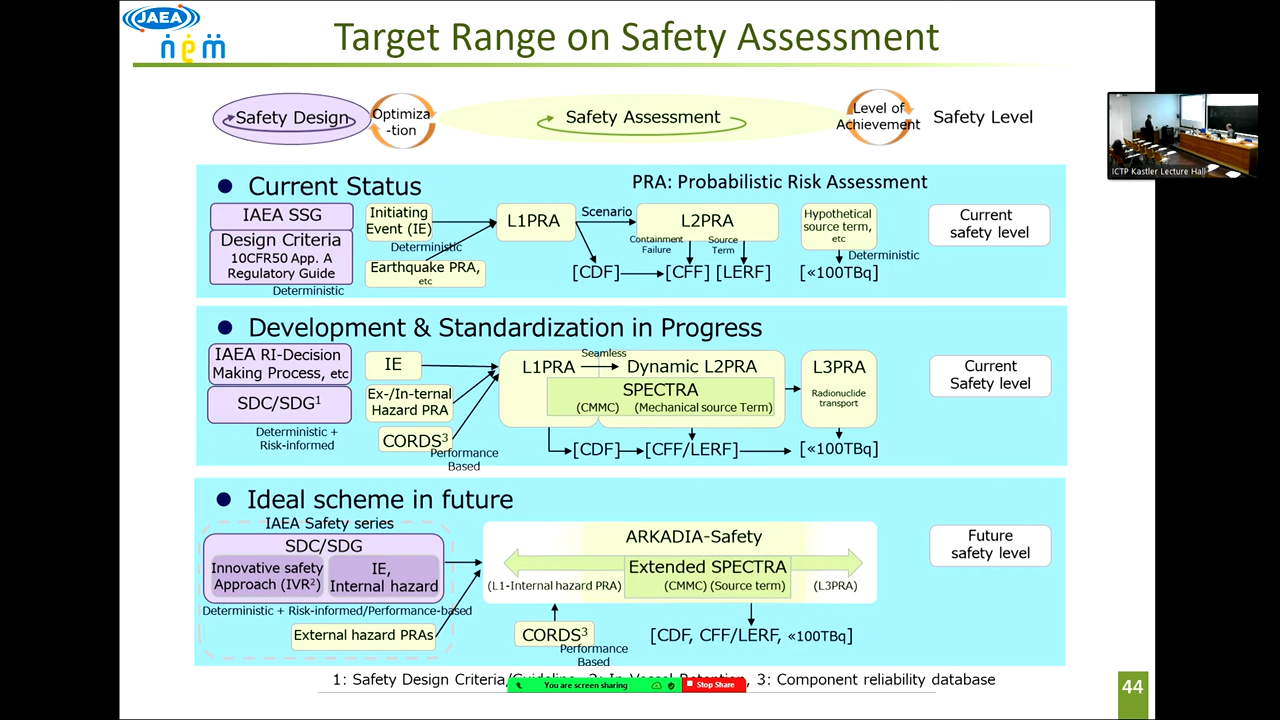 JAEA
nem
Target Range on Safety Assessment
Safety Design
Optimiza
-tion
Safety Assessment
Level of
Achievement
Safety Level
ICTP Kastler Lecture Hall
● Current Status
PRA: Probabilistic Risk Assessment
IAEA SSG
Design Criteria
10CFR50 App. A
Regulatory Guide
Deterministic
Initiating
Event (IE)
Deterministic
Earthquake PRA,
etc
L1PRA
Scenario
L2PRA
Containment
Failure
Source
Term
[CDF]
[CFF] [LERF]
Hypothetical
source term,
etc
Deterministic
[«100TBq]
Current
safety level
● Development & Standardization in Progress
IAEA RI-Decision
Making Process, etc
SDC/SDG1
Deterministic +
Risk-informed
IE
Ex-/In-ternal
Hazard PRA
CORDS3
Performance
Based
L1PRA
Seamless
Dynamic L2PRA
SPECTRA
(CMMC) (Mechanical source Term)
[CDF]
[CFF/LERF]
L3PRA
Radionuclide
transport
[«100TBq]
Current
Safety level
● Ideal scheme in future
IAEA Safety series
SDC/SDG
Innovative safety
Approach (IVR2)
IE,
Internal hazard
Deterministic + Risk-informed/Performance-based
External hazard PRAs
ARKADIA-Safety
Extended SPECTRA
(L1-Internal hazard PRA)
(CMMC) (Source term)
(L3PRA)
CORDS3
Performance
Based
[CDF, CFF/LERF, «100TBq]
Future
safety level
1: Safety Design Criteria/Guideline, 2: In-Vessel Retention, 3: Component reliability database
You are screen sharing
Stop Share
44